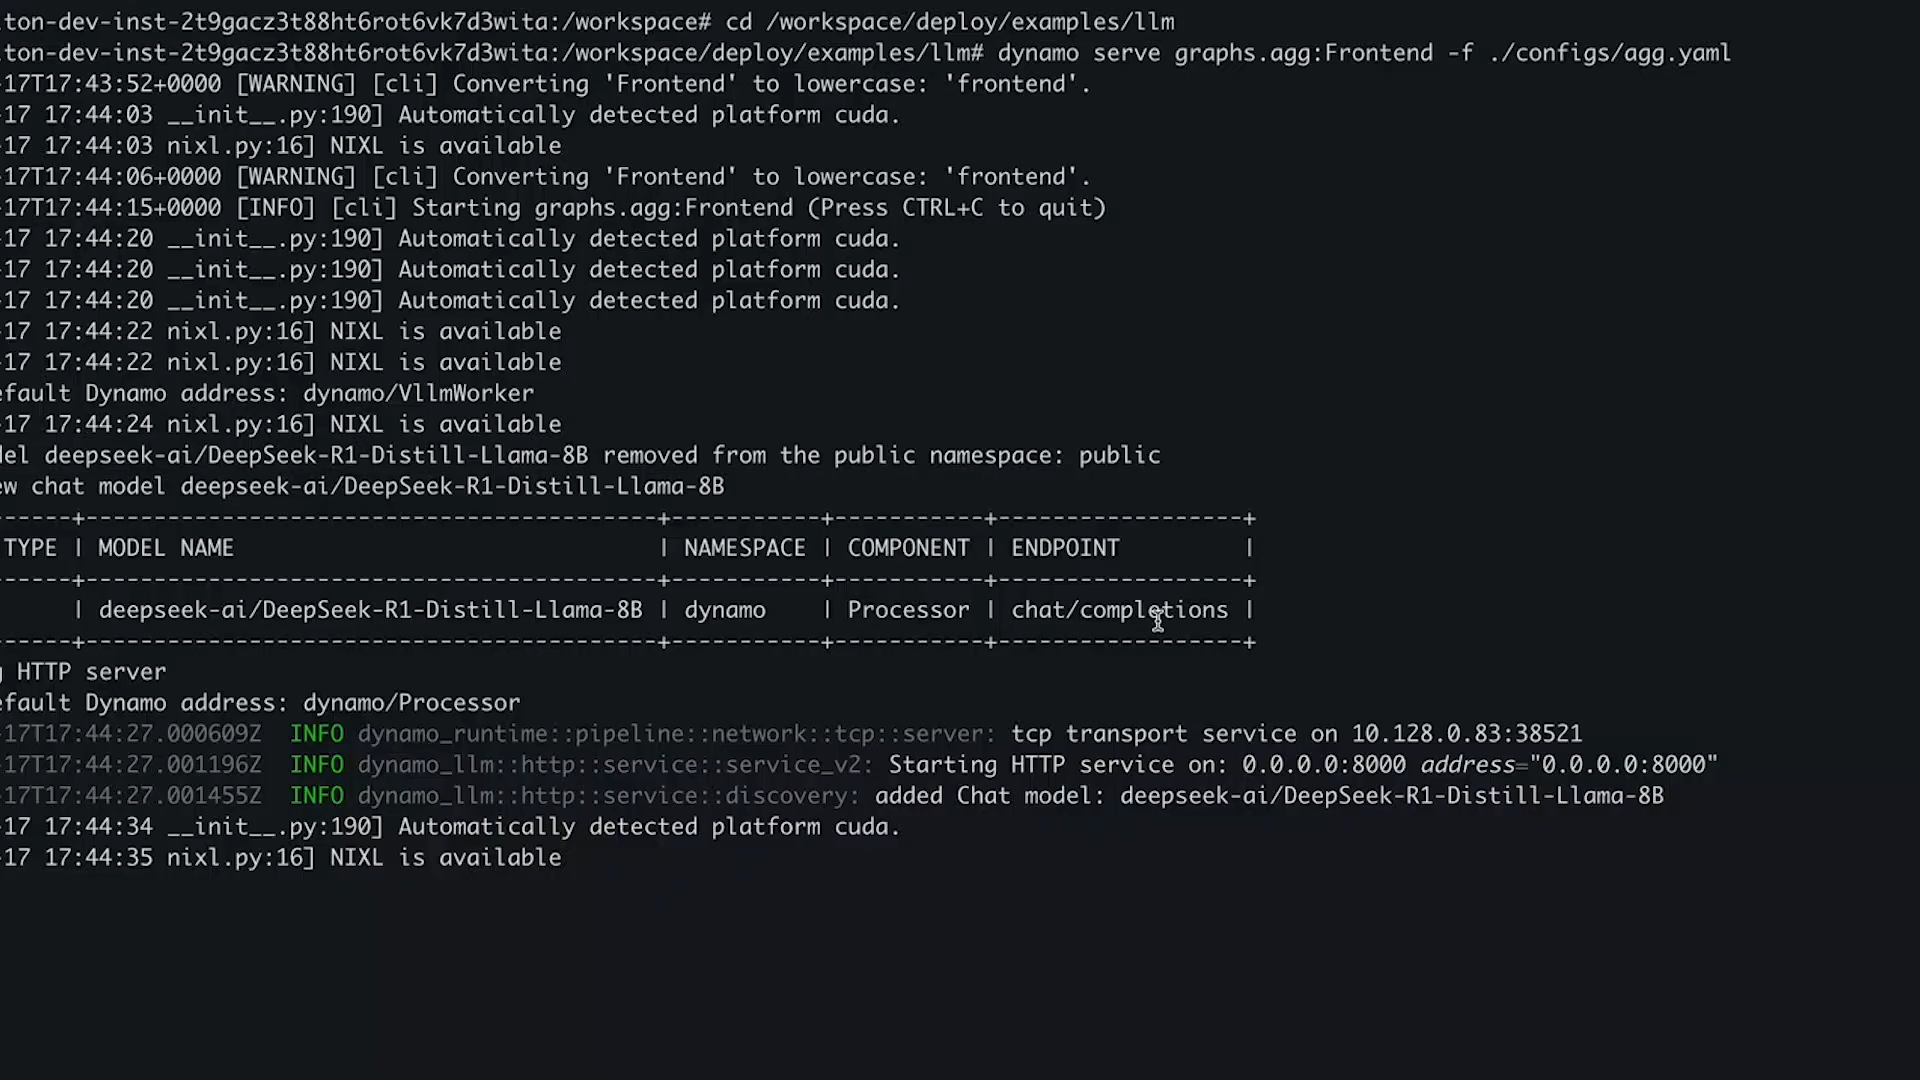 ton-dev-inst-2t9gacz3t88ht6rot6vk7d3wita:/workspace# cd /workspace/deploy/examples/llm
ton-dev-inst-2t9gacz3t88ht6rot6vk7d3wita:/workspace/deploy/examples/llm# dynamo serve graphs.agg:Frontend -f ./configs/agg.yaml
-17T17:43:52+0000 [WARNING] [cli] Converting 'Frontend' to lowercase: 'frontend'.
-17 17:44:03 __init__.py:190] Automatically detected platform cuda.
-17 17:44:03 nixl.py:16] NIXL is available
-17T17:44:06+0000 [WARNING] [cli] Converting 'Frontend' to lowercase: 'frontend'.
-17T17:44:15+0000 [INFO] [cli] Starting graphs.agg:Frontend (Press CTRL+C to quit)
-17 17:44:20 __init__.py:190] Automatically detected platform cuda.
-17 17:44:20 __init__.py:190] Automatically detected platform cuda.
-17 17:44:20 __init__.py:190] Automatically detected platform cuda.
-17 17:44:22 nixl.py:16] NIXL is available
-17 17:44:22 nixl.py:16] NIXL is available
efault Dynamo address: dynamo/VllmWorker
-17 17:44:24 nixl.py:16] NIXL is available
del deepseek-ai/DeepSeek-R1-Distill-Llama-8B removed from the public namespace: public
ew chat model deepseek-ai/DeepSeek-R1-Distill-Llama-8B
TYPE | MODEL NAME | NAMESPACE | COMPONENT | ENDPOINT |
| deepseek-ai/DeepSeek-R1-Distill-Llama-8B | dynamo | Processor | chat/completions |
g HTTP server
efault Dynamo address: dynamo/Processor
-17T17:44:27.000609Z INFO dynamo_runtime::pipeline::network::tcp::server: tcp transport service on 10.128.0.83:38521
-17T17:44:27.001196Z INFO dynamo_llm::http::service::service_v2: Starting HTTP service on: 0.0.0.0:8000 address="0.0.0.0:8000"
-17T17:44:27.001455Z INFO dynamo_llm::http::service::discovery: added Chat model: deepseek-ai/DeepSeek-R1-Distill-Llama-8B
-17 17:44:34 __init__.py:190] Automatically detected platform cuda.
-17 17:44:35 nixl.py:16] NIXL is available